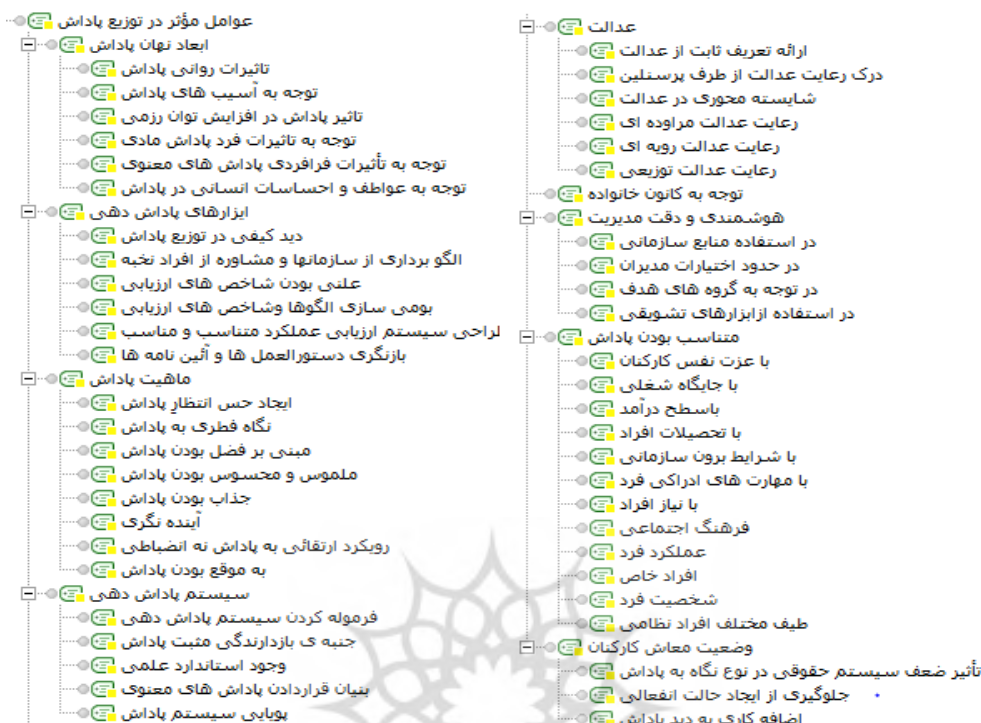 عوامل مؤثر در توزیع پاداش
ابعاد نهان پاداش
تاثیرات روانی پاداش
توجه به آسیب های پاداش
تاثیر پاداش در افزایش توان رزمی
توجه به تاثیرات فرد پاداش مادی
توجه به تأثیرات فرافردی پاداش های معنوی
توجه به عواطف و احساسات انسانی در پاداش
ابزارهای پاداش دهی
دید کیفی در توزیع پاداش
الگو برداری از سازمانها و مشاوره از افراد نخبه
علنی بودن شاخص های ارزیابی
بومی سازی الگوها وشاخص های ارزیابی
طراحی سیستم ارزیابی عملکرد متناسب و مناسب
بازنگری دستورالعمل ها و آئین نامه ها
ماهیت پاداش
ایجاد حس انتظارِ پاداش
نگاه فطری به پاداش
مبنی بر فضل بودن پاداش
ملموس و محسوس بودن پاداش
جذاب بودن پاداش
آینده نگری
رویکرد ارتقائی به پاداش نه انضباطی
به موقع بودن پاداش
سیستم پاداش دهی
فرموله کردن سیستم پاداش دهی
جنبه ی بازدارندگی مثبت پاداش
وجود استاندارد علمی
بنیان قراردادن پاداش های معنوی
پویایی سیستم پاداش
عدالت
ارائه تعریف ثابت از عدالت
درک رعایت عدالت از طرف پرسنلین
شایسته محوری در عدالت
رعایت عدالت مراوده ای
رعایت عدالت رویه ای
رعایت عدالت توزیعی
توجه به کانون خانواده
هوشمندی و دقت مدیریت
در استفاده منابع سازمانی
در حدود اختیارات مدیران
در توجه به گروه های هدف
در استفاده ازابزارهای تشویقی
متناسب بودن پاداش
با عزت نفس کارکنان
با جایگاه شغلی
باسطح درآمد
با تحصیلات افراد
با شرایط برون سازمانی
با مهارت های ادراکی فرد
با نیاز افراد
فرهنگ اجتماعی
عملکرد فرد
افراد خاص
شخصیت فرد
طیف مختلف افراد نظامی
وضعیت معاش کارکنان
تأثیر ضعف سیستم حقوقی در نوع نگاه به پاداش
جلوگیری از ایجاد حالت انفعالی
اضافه کاری به دید پاداش